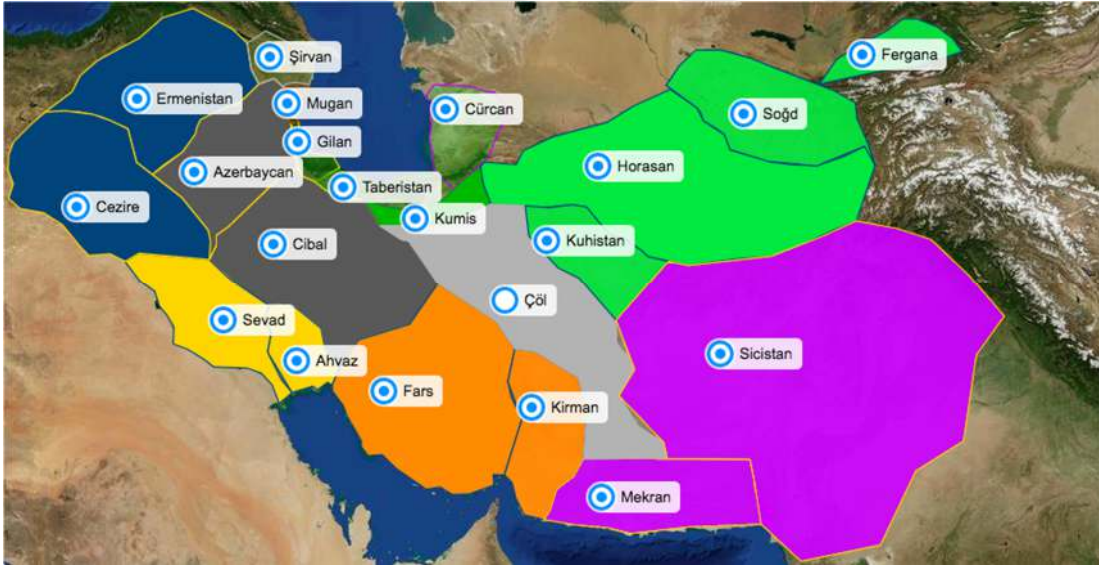 Şirvan
Fergana
Ermenistan
Mugan
Cürcan
Soğd
Gilan
Azerbaycan
Horasan
Taberistan
Cezire
Kumis
Cibal
Kuhistan
Çöl
Sevad
Sicistan
Ahvaz
Fars
Kirman
Mekran